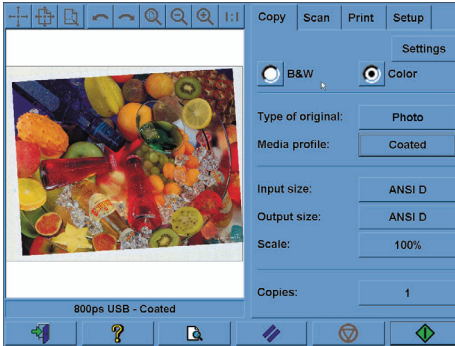 1:1
Copy Scan Print Setup
Settings
B&W Color
Type of original: Photo
Media profile: Coated
Input size: ANSI D
Output size: ANSI D
Scale: 100%
Copies: 1
800ps USB - Coated
?